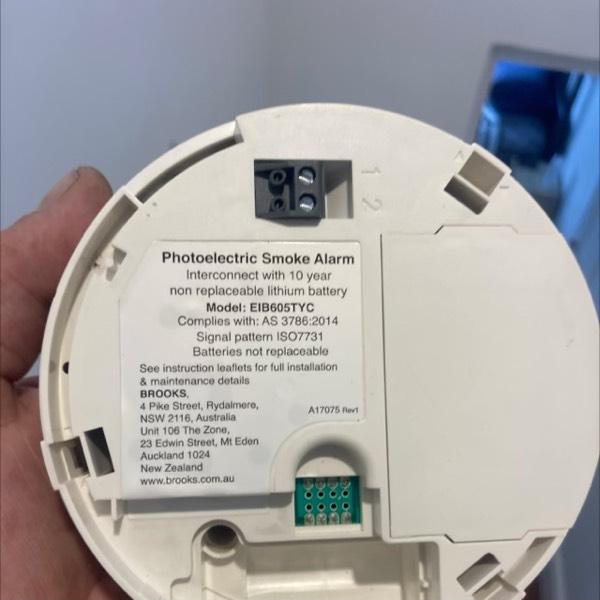 1
2
Photoelectric Smoke Alarm
Interconnect with 10 year
non replaceable lithium battery
Model: EIB605TYC
Complies with: AS 3786:2014
Signal pattern ISO7731
Batteries not replaceable
See instruction leaflets for full installation
& maintenance details
BROOKS,
4 Pike Street, Rydalmere,
NSW 2116, Australia
Unit 106 The Zone,
23 Edwin Street, Mt Eden
Auckland 1024
New Zealand
www.brooks.com.au
A17075 Rev1